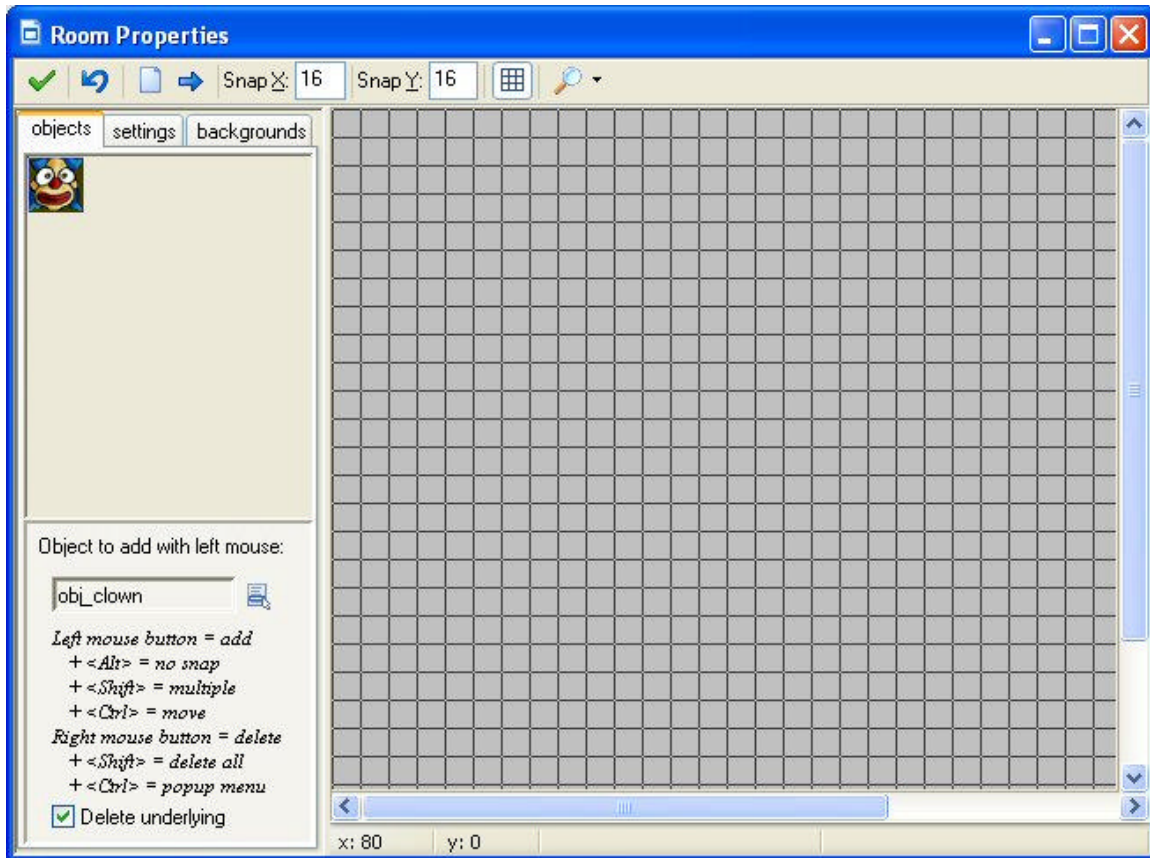 Room Properties
Snap X: 16 Snap Y: 16
objects settings backgrounds
Object to add with left mouse:
obj_clown
Left mouse button = add
+ <Alt> = no snap
+ <Shift> = multiple
+ <Ctrl> = move
Right mouse button = delete
+ <Shift> = delete all
+ <Ctrl> = popup menu
Delete underlying
x: 80 y: 0